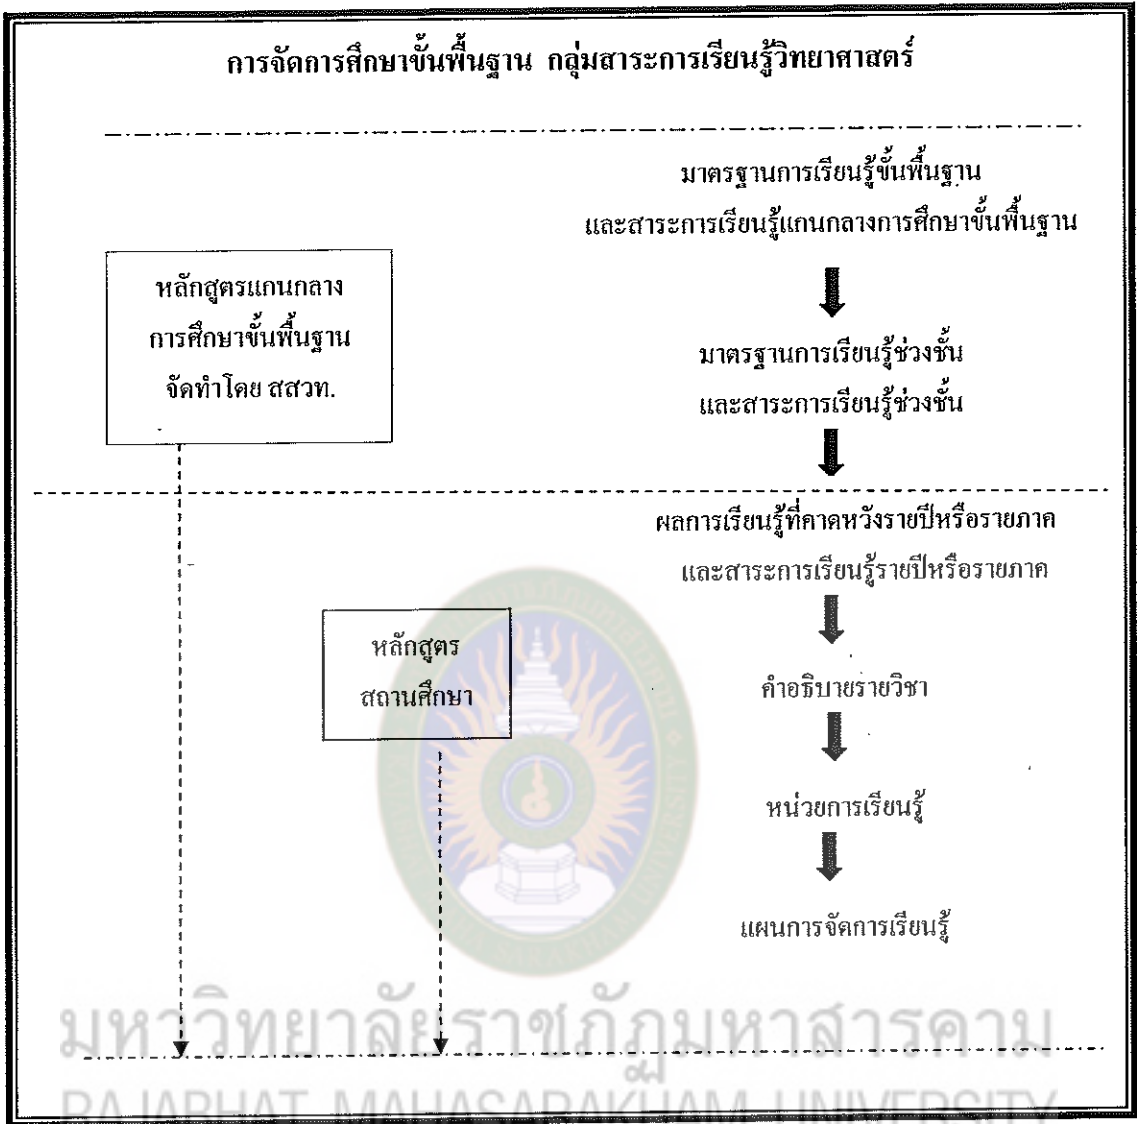 การจัดการศึกษาขั้นพื้นฐาน กลุ่มสาระการเรียนรู้วิทยาศาสตร์
มาตรฐานการเรียนรู้ขั้นพื้นฐาน
และสาระการเรียนรู้แกนกลางการศึกษาขั้นพื้นฐาน
หลักสูตรแกนกลาง
การศึกษาขั้นพื้นฐาน
จัดทำโดย สสวท.
มาตรฐานการเรียนรู้ช่วงชั้น
และสาระการเรียนรู้ช่วงชั้น
ผลการเรียนรู้ที่คาดหวังรายปีหรือรายภาค
และสาระการเรียนรู้รายปีหรือรายภาค
หลักสูตร
สถานศึกษา
คำอธิบายรายวิชา
หน่วยการเรียนรู้
แผนการจัดการเรียนรู้
มหาวิทยาลัยราชภัฏมหาสารคาม
RAJABHAT MAHASARAKHAM UNIVERSITY